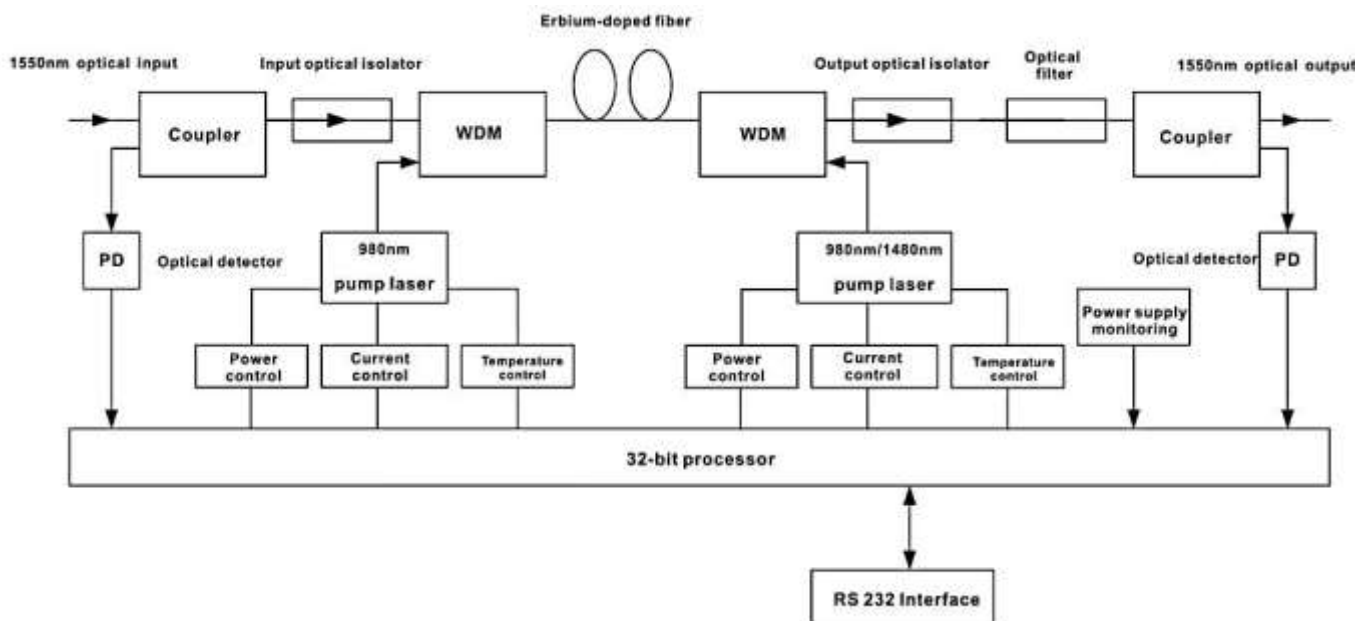 Erbium-doped fiber
1550nm optical input
Input optical isolator
Output optical isolator
Optical
filter
1550nm optical output
Coupler
WDM
WDM
Coupler
PD
Optical detector
980nm
pump laser
980nm/1480nm
pump laser
Optical detector
PD
Power supply
monitoring
Power
control
Current
control
Temperature
control
Power
control
Current
control
Temperature
control
32-bit processor
RS 232 Interface